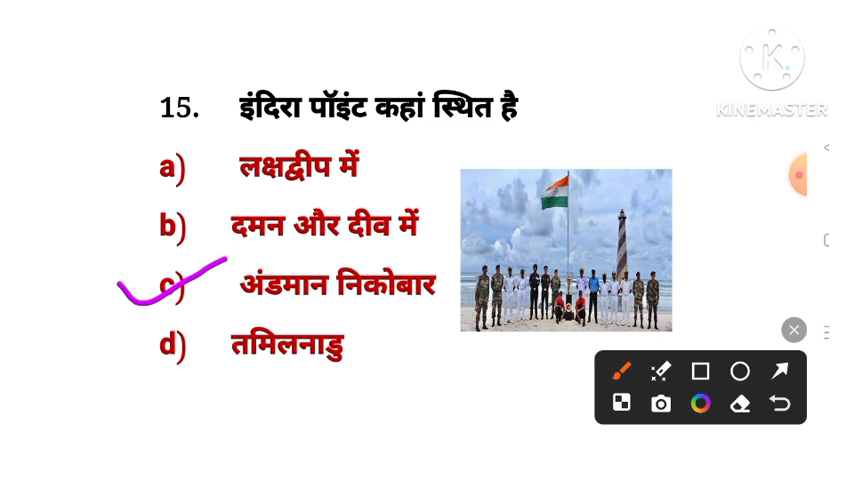 KINEMASTER
15. इंदिरा पॉइंट कहां स्थित है
a) लक्षद्वीप में
b) दमन और दीव में
c) अंडमान निकोबार
d) तमिलनाडु